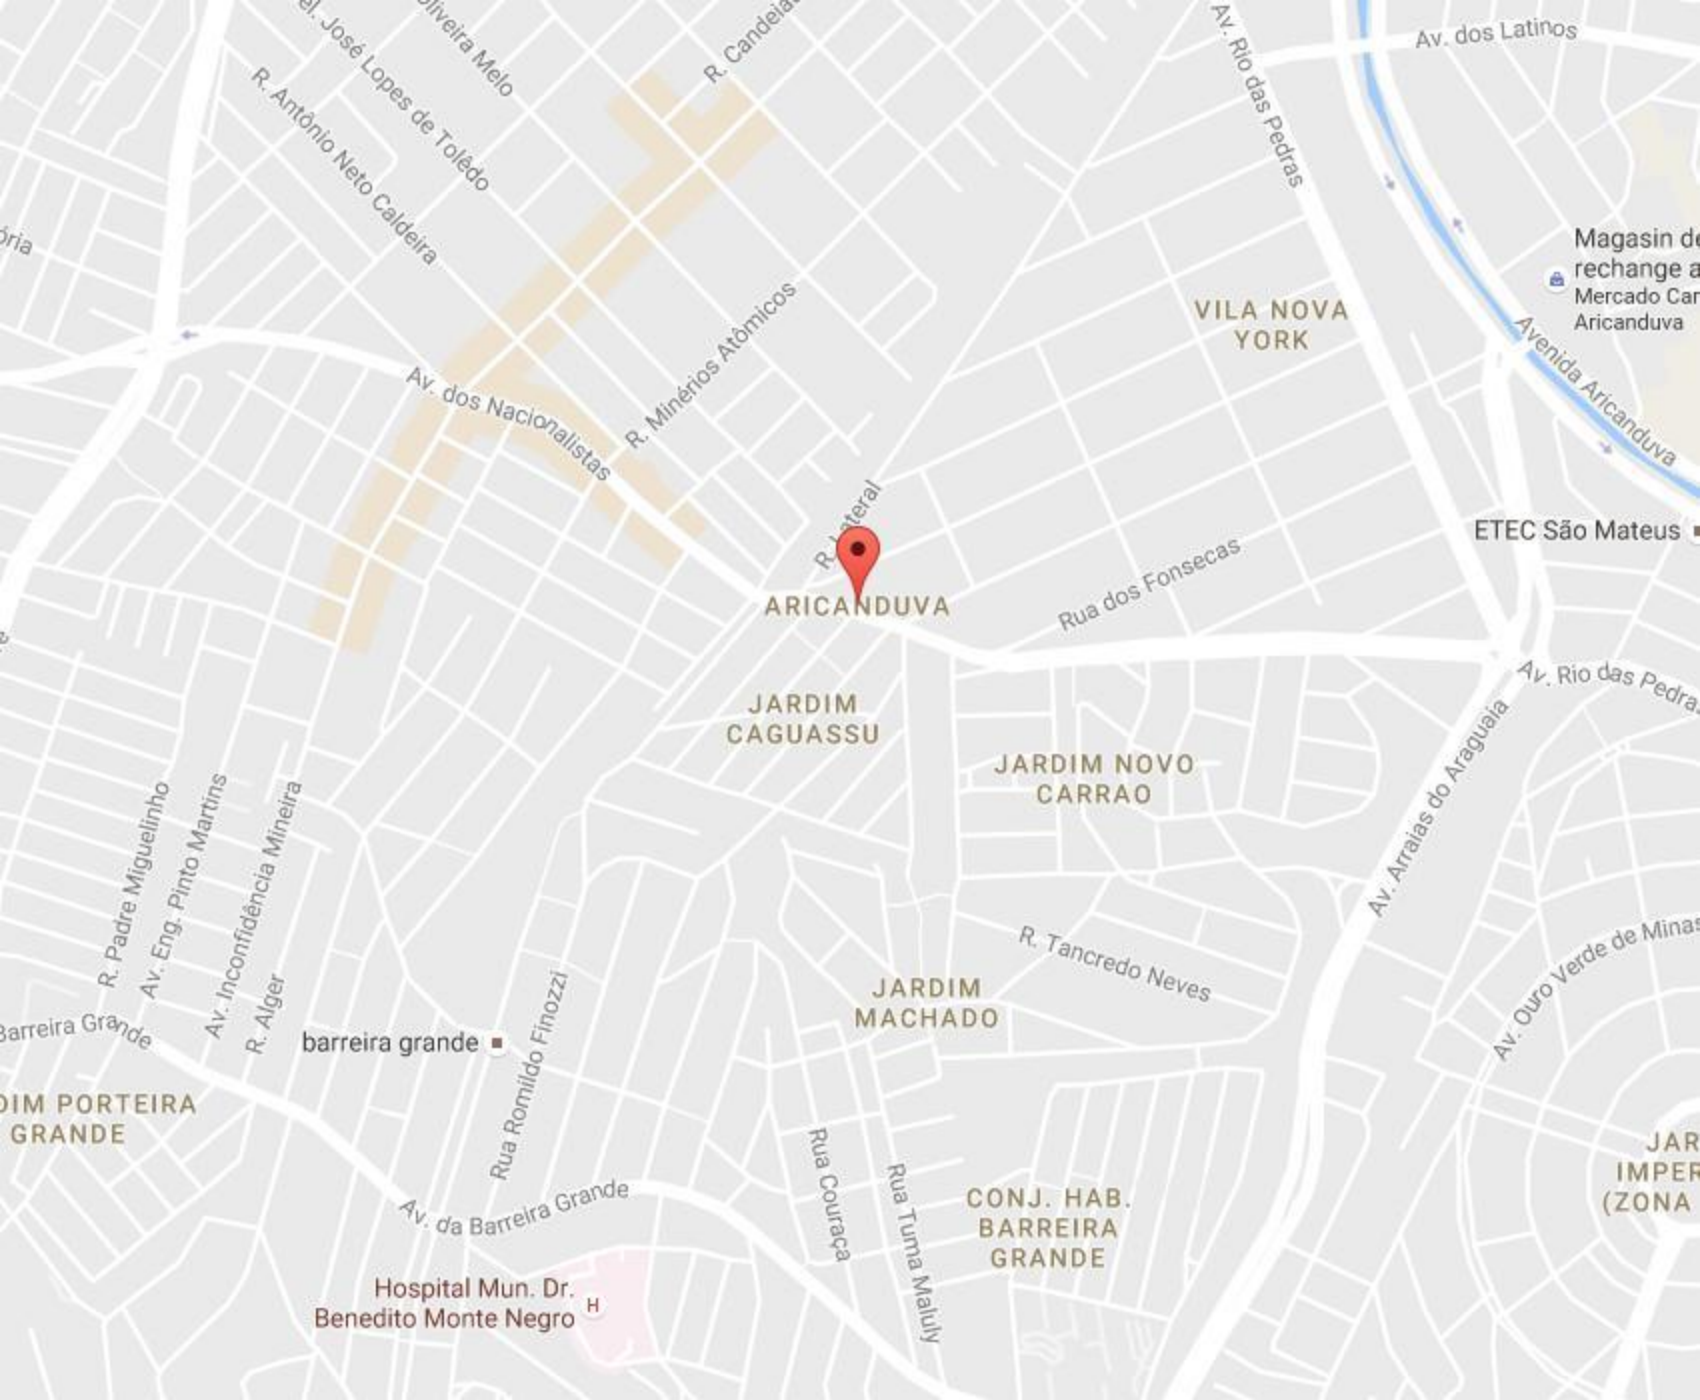 Av. dos Latinos
Oliveira Melo
R. Candeias
el. José Lopes de Tolêdo
Av. Rio das Pedras
R. Antônio Neto Caldeira
ória
Magasin de
rechange a
Mercado Car
Aricanduva
VILA NOVA
YORK
R. Minérios Atômicos
Avenida Aricanduva
Av. dos Nacionalistas
R. Lateral
ETEC São Mateus
ARICANDUVA
Rua dos Fonsecas
Av. Rio das Pedras
JARDIM
CAGUASSU
JARDIM NOVO
CARRAO
Av. Arraias do Araguaia
R. Padre Miguelinho
Av. Eng. Pinto Martins
Av. Inconfidência Mineira
R. Alger
R. Tancredo Neves
Av. Ouro Verde de Minas
JARDIM
MACHADO
Barreira Grande
barreira grande
Rua Romildo Finozzi
DIM PORTEIRA
GRANDE
JAR
IMPER
(ZONA
Rua Couraça
Rua Tuma Maluly
CONJ. HAB.
BARREIRA
GRANDE
Av. da Barreira Grande
Hospital Mun. Dr.
Benedito Monte Negro
H